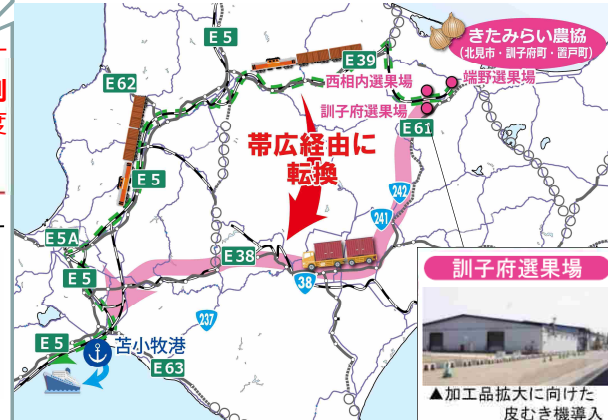 別
度
E5
E62
E39
きたみらい農協
(北見市・訓子府町・置戸町)
西相内選果場
端野選果場
訓子府選果場
E61
帯広経由に
転換
E5
242
241
E5A
E5
E38
38
訓子府選果場
237
E5
苫小牧港
E63
▲加工品拡大に向けた
皮むき機導入